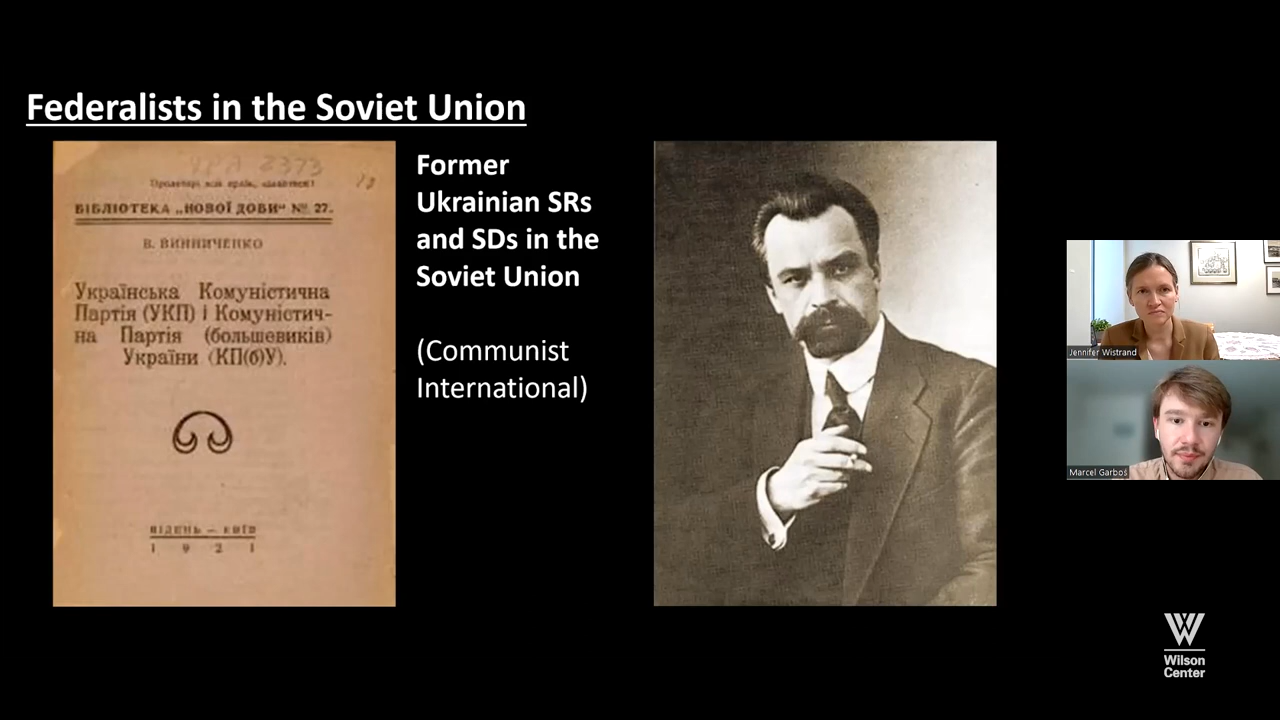 Federalists in the Soviet Union
УРА 2373
Пролетарі всіх країн, єднайтеся!
БІБЛІОТЕКА „НОВОЇ ДОБИ“ № 27.
В. ВИННИЧЕНКО
Українська Комуністична
Партія (УКП) і Комуністич-
на Партія (большевиків)
України (КП(б)У).
ВІДЕНЬ – КИЇВ
1 9 2 1
Former
Ukrainian SRs
and SDs in the
Soviet Union
(Communist
International)
Jennifer Wistrand
Marcel Garboś
Wilson
Center